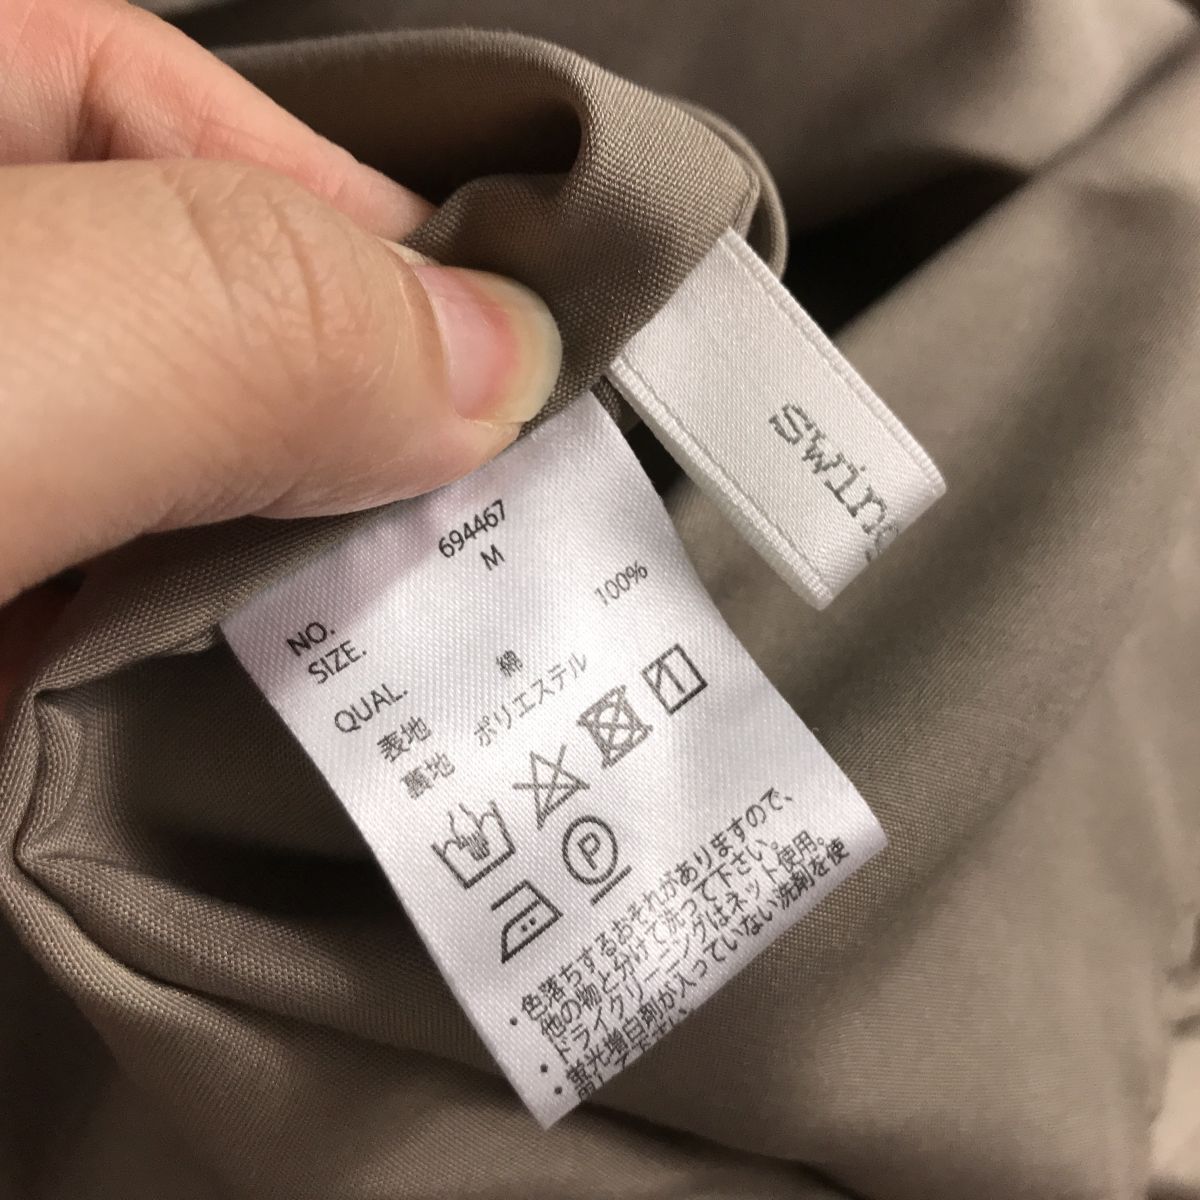 swing
NO. 694467
SIZE. M
QUAL.
表地 綿 100%
裏地 ポリエステル
1
P
・色落ちするおそれがありますので、
他の物と分けて洗って下さい。
ドライクリーニングはネット使用。
・蛍光増白剤が入っていない洗剤を使